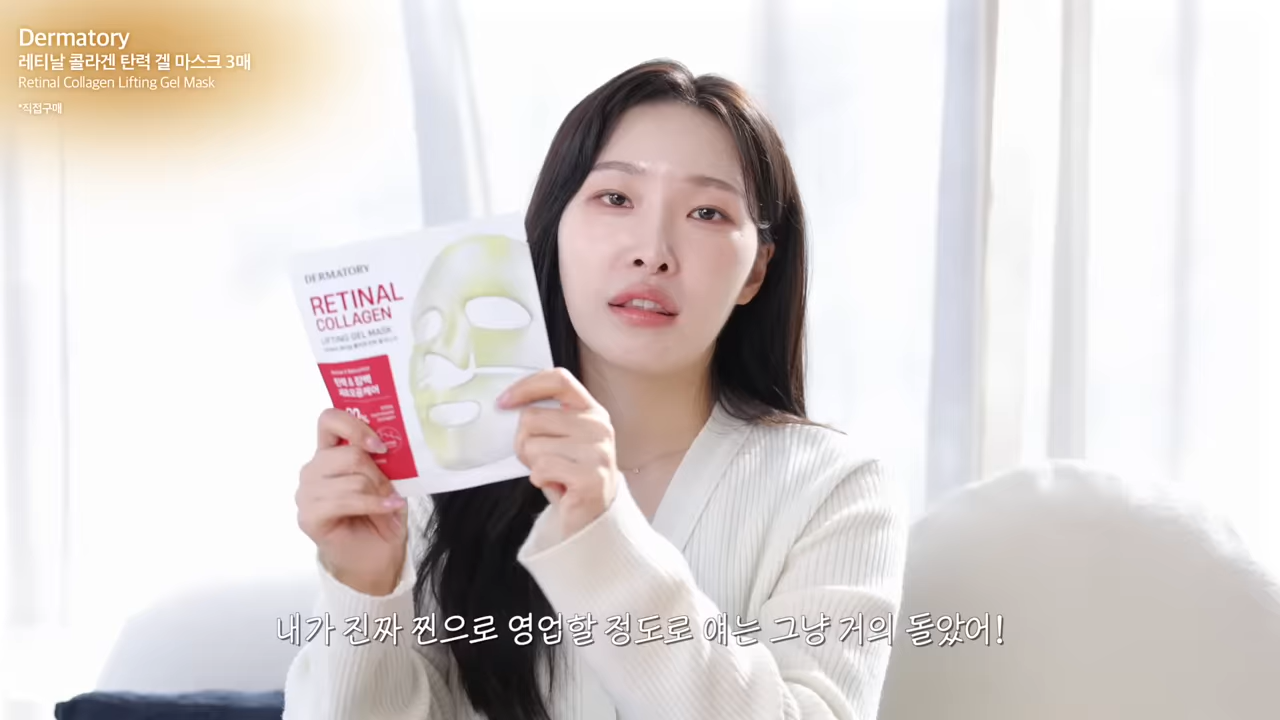 Dermatory
레티날 콜라겐 탄력 겔 마스크 3매
Retinal Collagen Lifting Gel Mask
*직접구매
DERMATORY
RETINAL
COLLAGEN
LIFTING GEL MASK
탄력 & 집백
내가 진짜 찐으로 영업할 정도로 얘는 그냥 거의 돌았어!